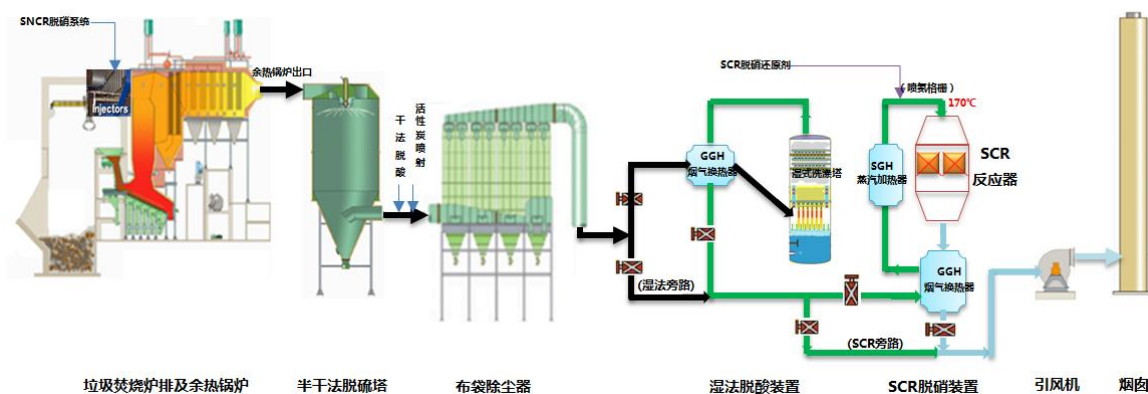 SNCR脱硝系统
Injectors
余热锅炉出口
干法脱酸
活性炭喷射
GGH
烟气换热器
湿式洗涤塔
SCR脱硝还原剂
(喷氨格栅)
170℃
SGH
蒸汽加热器
SCR
反应器
GGH
烟气换热器
(湿法旁路)
(SCR旁路)
垃圾焚烧炉排及余热锅炉
半干法脱硫塔
布袋除尘器
湿法脱酸装置
SCR脱硝装置
引风机
烟囱